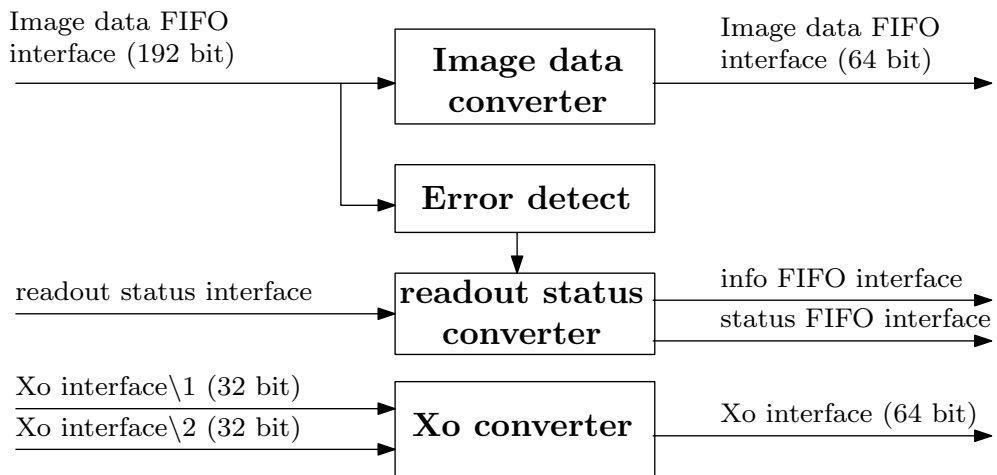 Image data FIFO
interface (192 bit)
Image data
converter
Image data FIFO
interface (64 bit)
Error detect
readout status interface
readout status
converter
info FIFO interface
status FIFO interface
Xo interface\1 (32 bit)
Xo interface\2 (32 bit)
Xo converter
Xo interface (64 bit)